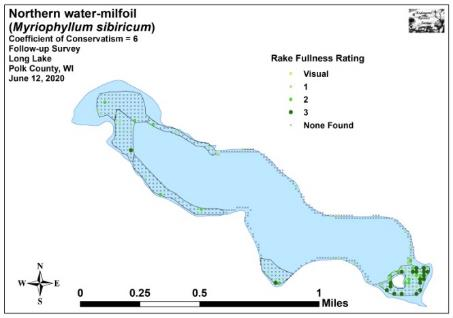 Northern water-milfoil
(Myriophyllum sibiricum)
Coefficient of Conservatism = 6
Follow-up Survey
Long Lake
Polk County, WI
June 12, 2020
Rake Fullness Rating
Visual
1
2
3
None Found
N
W E
S
0 0.25 0.5 1
Miles